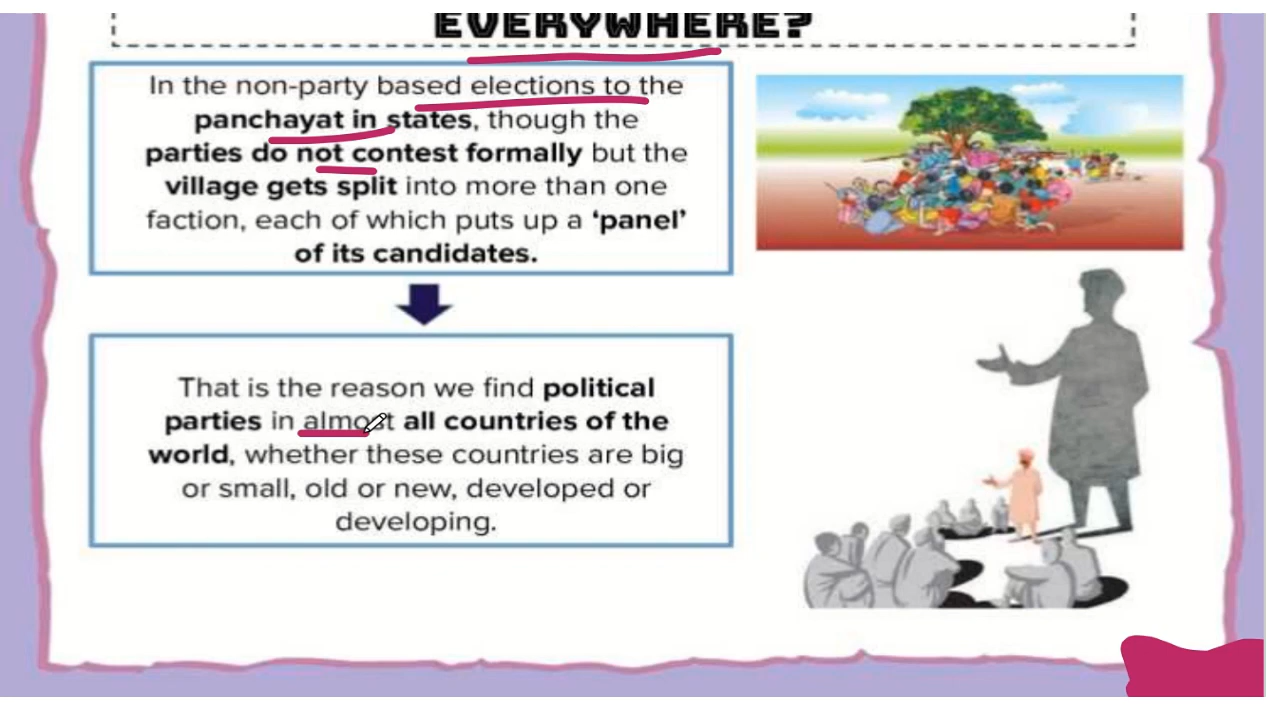 EVERYWHERE?
In the non-party based elections to the
panchayat in states, though the
parties do not contest formally but the
village gets split into more than one
faction, each of which puts up a ‘panel’
of its candidates.
That is the reason we find political
parties in almost all countries of the
world, whether these countries are big
or small, old or new, developed or
developing.